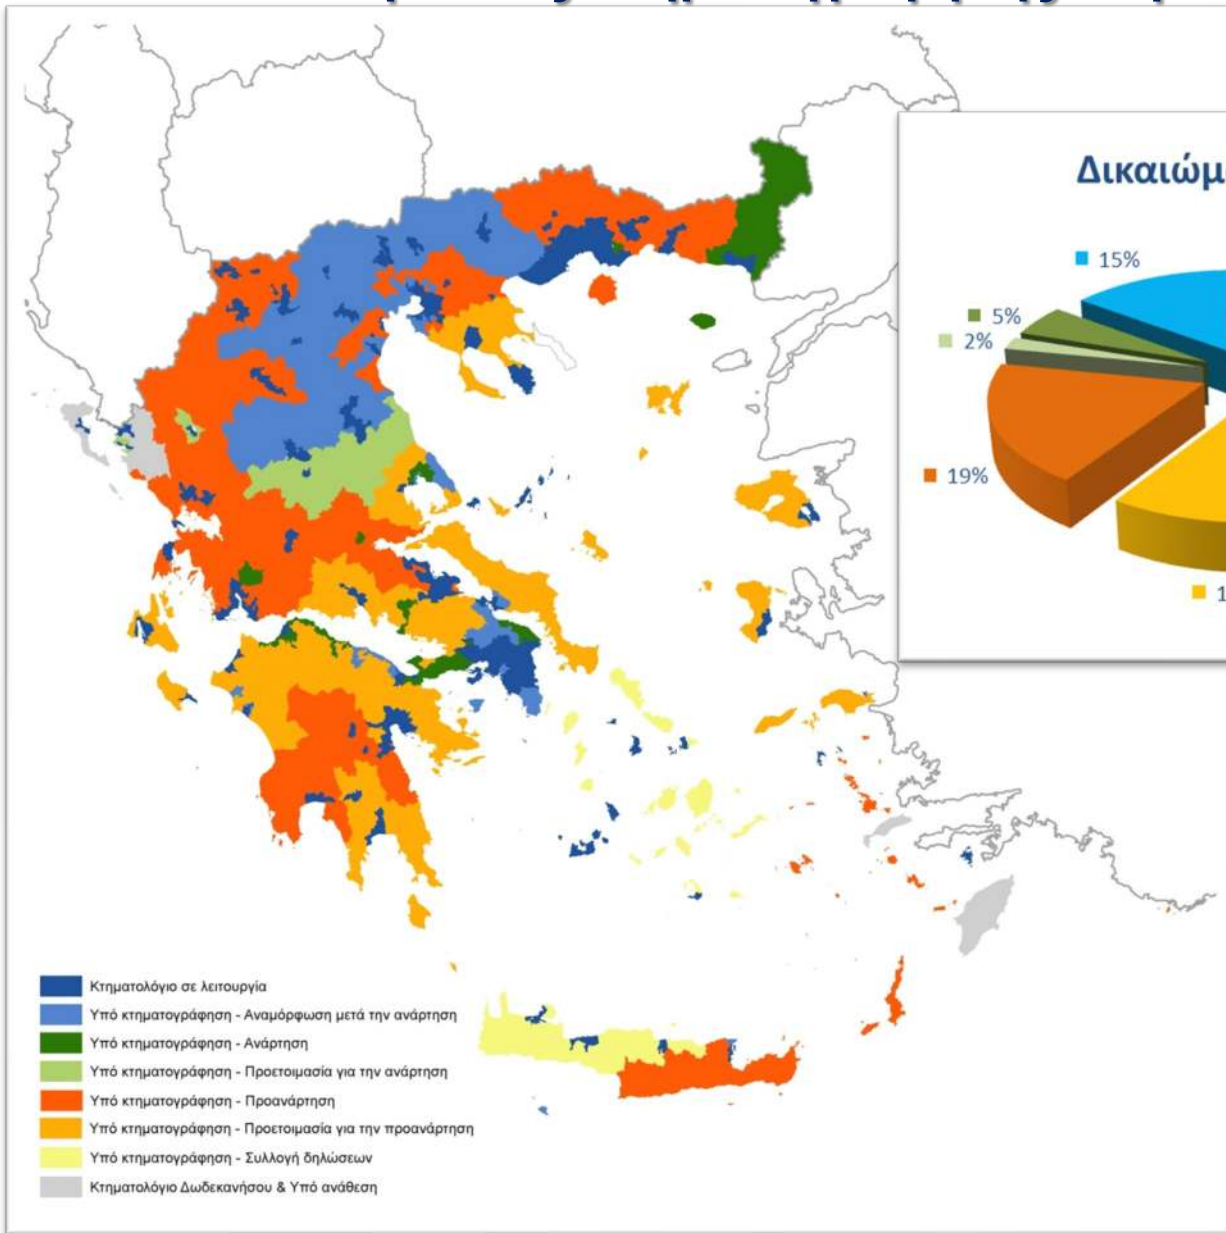 Δικαιώμ
15%
5%
2%
19%
1
Κτηματολόγιο σε λειτουργία
Υπό κτηματογράφηση - Αναμόρφωση μετά την ανάρτηση
Υπό κτηματογράφηση - Ανάρτηση
Υπό κτηματογράφηση - Προετοιμασία για την ανάρτηση
Υπό κτηματογράφηση - Προανάρτηση
Υπό κτηματογράφηση - Προετοιμασία για την προανάρτηση
Υπό κτηματογράφηση - Συλλογή δηλώσεων
Κτηματολόγιο Δωδεκανήσου & Υπό ανάθεση